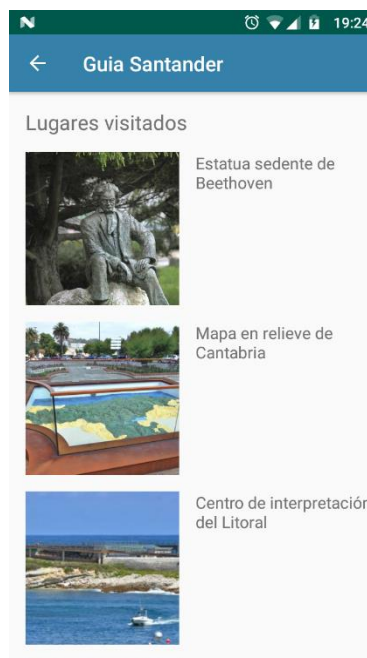 19:24
Guia Santander
Lugares visitados
Estatua sedente de
Beethoven
Mapa en relieve de
Cantabria
Centro de interpretación
del Litoral